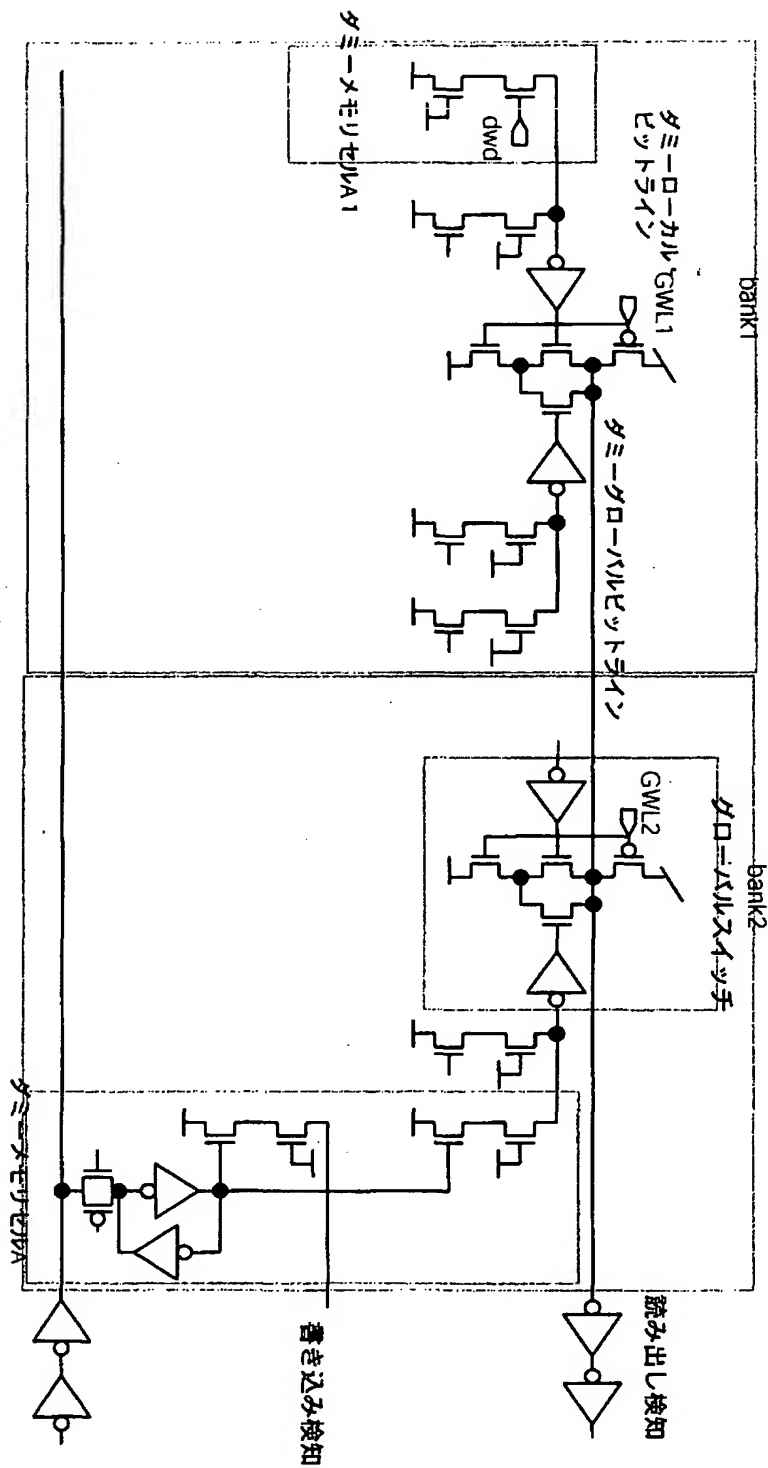 bank1
ダミーローカル
ビットライン
GWL1
dwd
ダミーメモリセルA1
ダミーグローバルビットライン
bank2
グローバルスイッチ
GWL2
ダミーメモリセルA
書き込み検知
読み出し検知